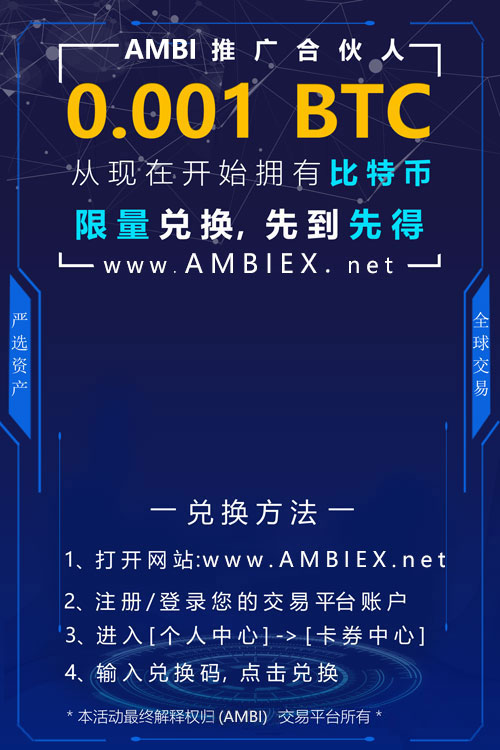 AMBI 推广合伙人
0.001 BTC
从现在开始拥有比特币
限量兑换, 先到先得
www.AMBIEX. net
严选资产
全球交易
一兑换方法一
1、打开网站:www.AMBIEX.net
2、注册/登录您的交易平台账户
3、进入[个人中心]->[卡券中心]
4、输入兑换码, 点击兑换
* 本活动最终解释权归 (AMBI) 交易平台所有 *